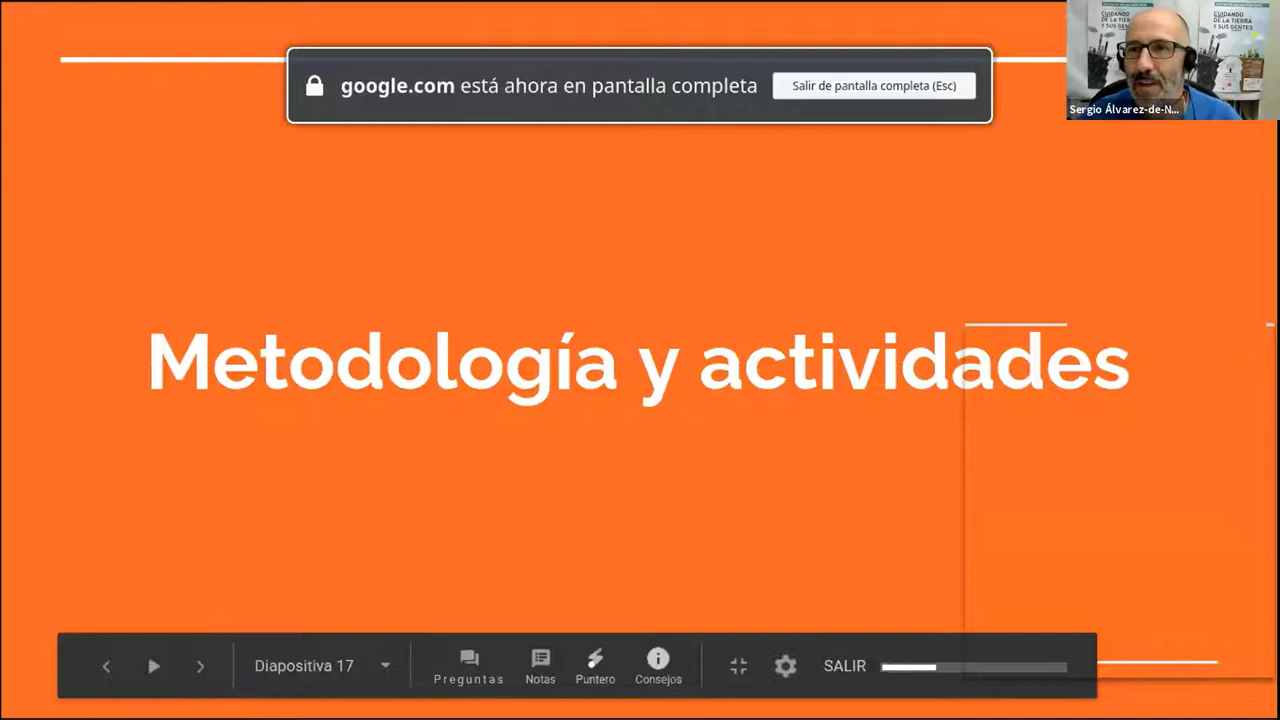 CUIDANDO
DE LA TIERRA
Y SUS GENTES
CUIDANDO
DE LA TIERRA
Y SUS GENTES
google.com está ahora en pantalla completa
Salir de pantalla completa (Esc)
Sergio Álvarez-de-N...
Metodología y actividades
Diapositiva 17
Preguntas
Notas
Puntero
Consejos
SALIR